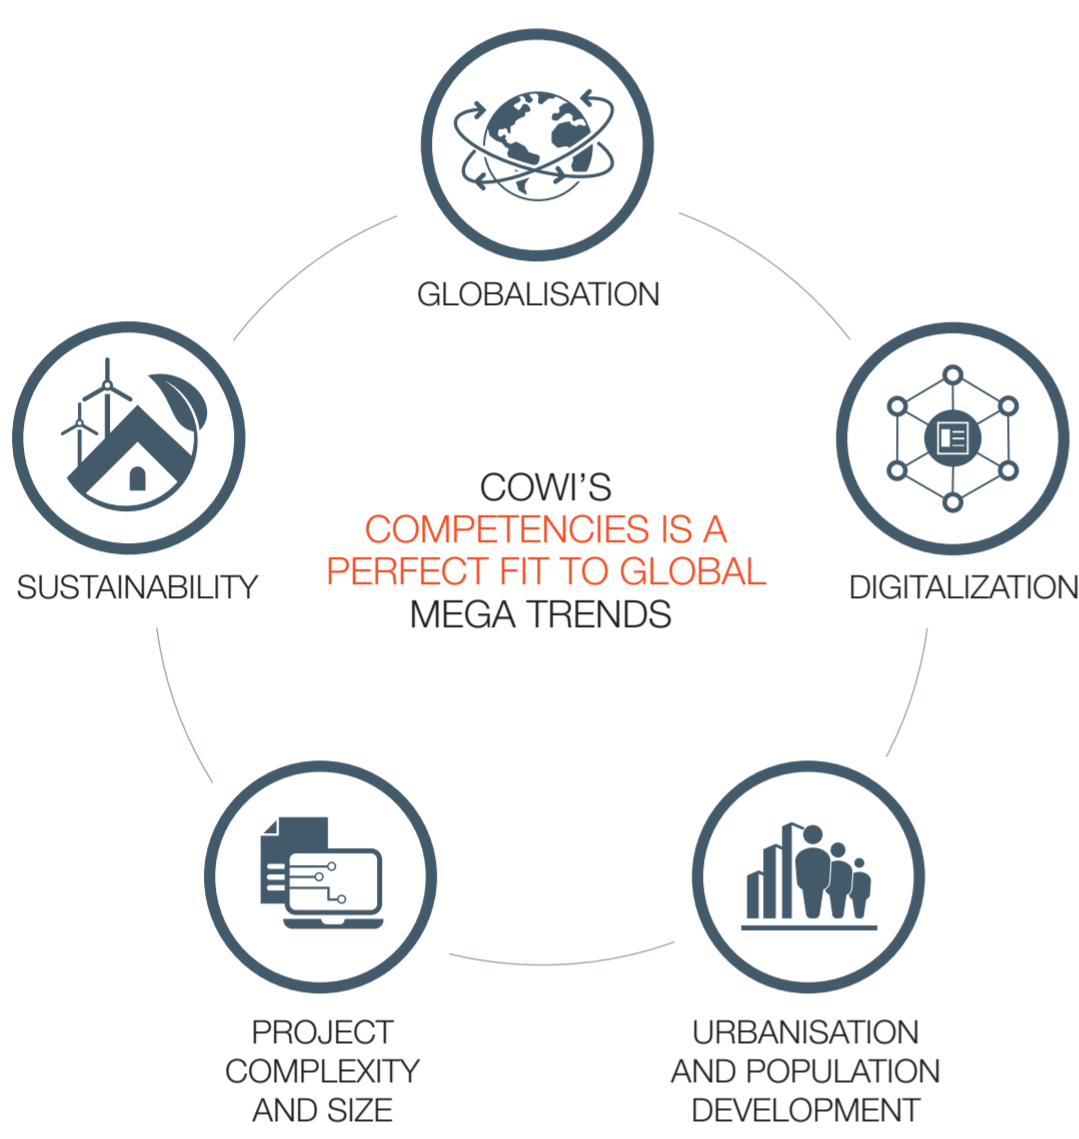 GLOBALISATION
SUSTAINABILITY
COWI’S
COMPETENCIES IS A
PERFECT FIT TO GLOBAL
MEGA TRENDS
DIGITALIZATION
PROJECT
COMPLEXITY
AND SIZE
URBANISATION
AND POPULATION
DEVELOPMENT